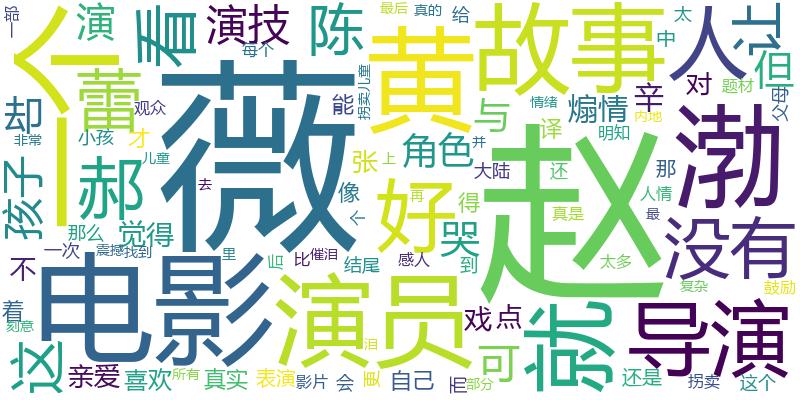 一部
演
看
演技
陈
最后
真的
给
故事
太
人
让
一个
每个
黄
中
但
蕾
观众
薇
能
拐卖儿童
与
煽情
辛
对
题材
父母
却
才
情绪
内地
非常
小孩
译
明知
赵
渤
孩子
儿童
郝
张
上
角色
并
大陆
还
那
人情
去
像
好
再
得
真是
最
那么
觉得
个
哭
没有
不
一次
震撼
找到
里
后
比
催泪
结尾
感人
到
太多
复杂
鼓励
着
刻意
电影
演员
戏
点
就
导演
这
亲爱
喜欢
所有
真实
表演
影片
会
泪
更
自己
而
部分
可
还是
拐卖
这个